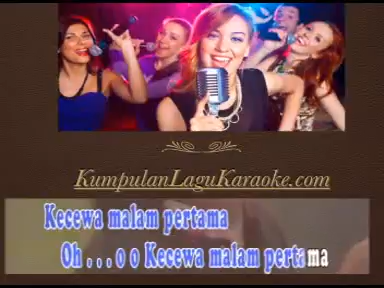 KumpulanLaguKaraoke.com
Kecewa malam pertama
Oh . . . o o Kecewa malam pertama